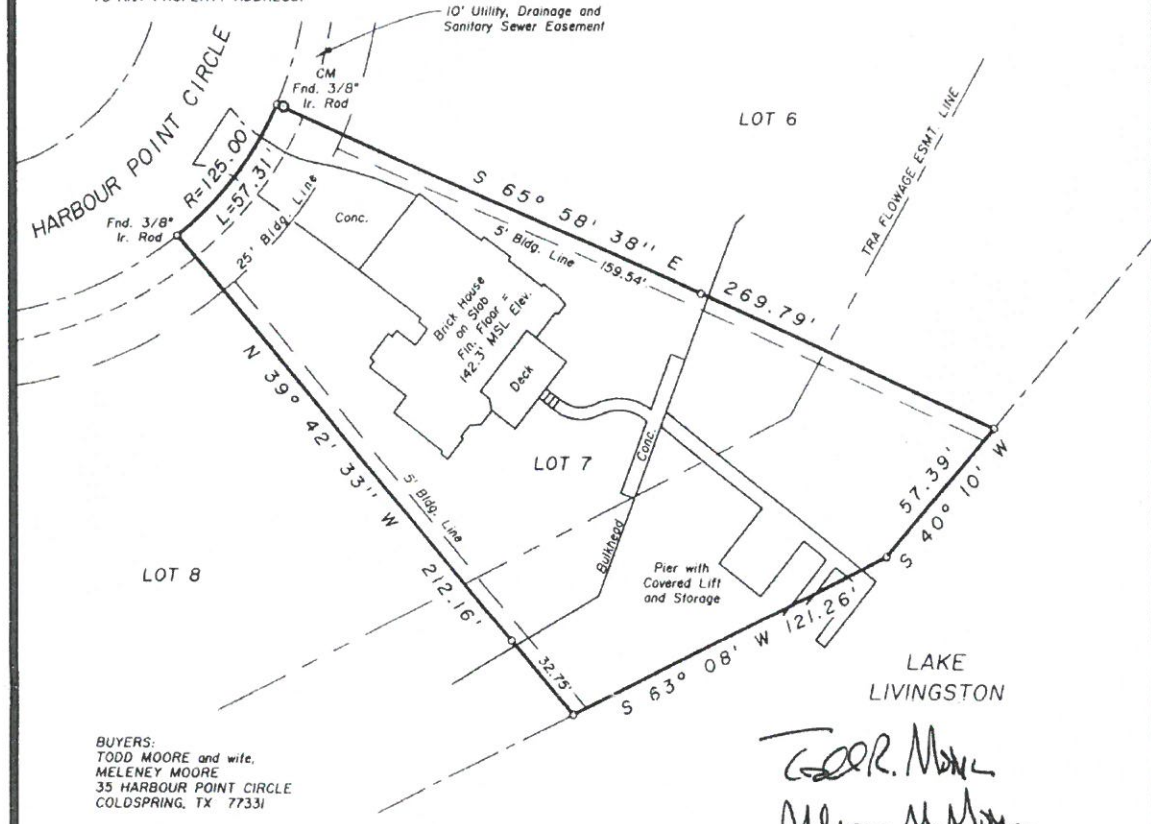 10' Utility, Drainage and
Sanitary Sewer Easement
CM
Fnd. 3/8"
Ir. Rod
HARBOUR POINT CIRCLE
R=125.00'
L=57.31'
Fnd. 3/8"
Ir. Rod
25' Bldg. Line
Conc.
LOT 6
S 65° 58' 38" E
269.79'
5' Bldg. Line
159.54'
TRA FLOWAGE ESMT. LINE
Brick House
on Slab
Fin. Floor =
142.3' MSL Elev.
Deck
Conc.
LOT 7
N 39° 42' 33" W
212.16'
5' Bldg. Line
32.75'
Bulkhead
57.39'
S 40° 10' W
LOT 8
Pier with
Covered Lift
and Storage
S 63° 08' W 121.26'
LAKE
LIVINGSTON
BUYERS:
TODD MOORE and wife,
MELENEY MOORE
35 HARBOUR POINT CIRCLE
COLDSPRING, TX 77331